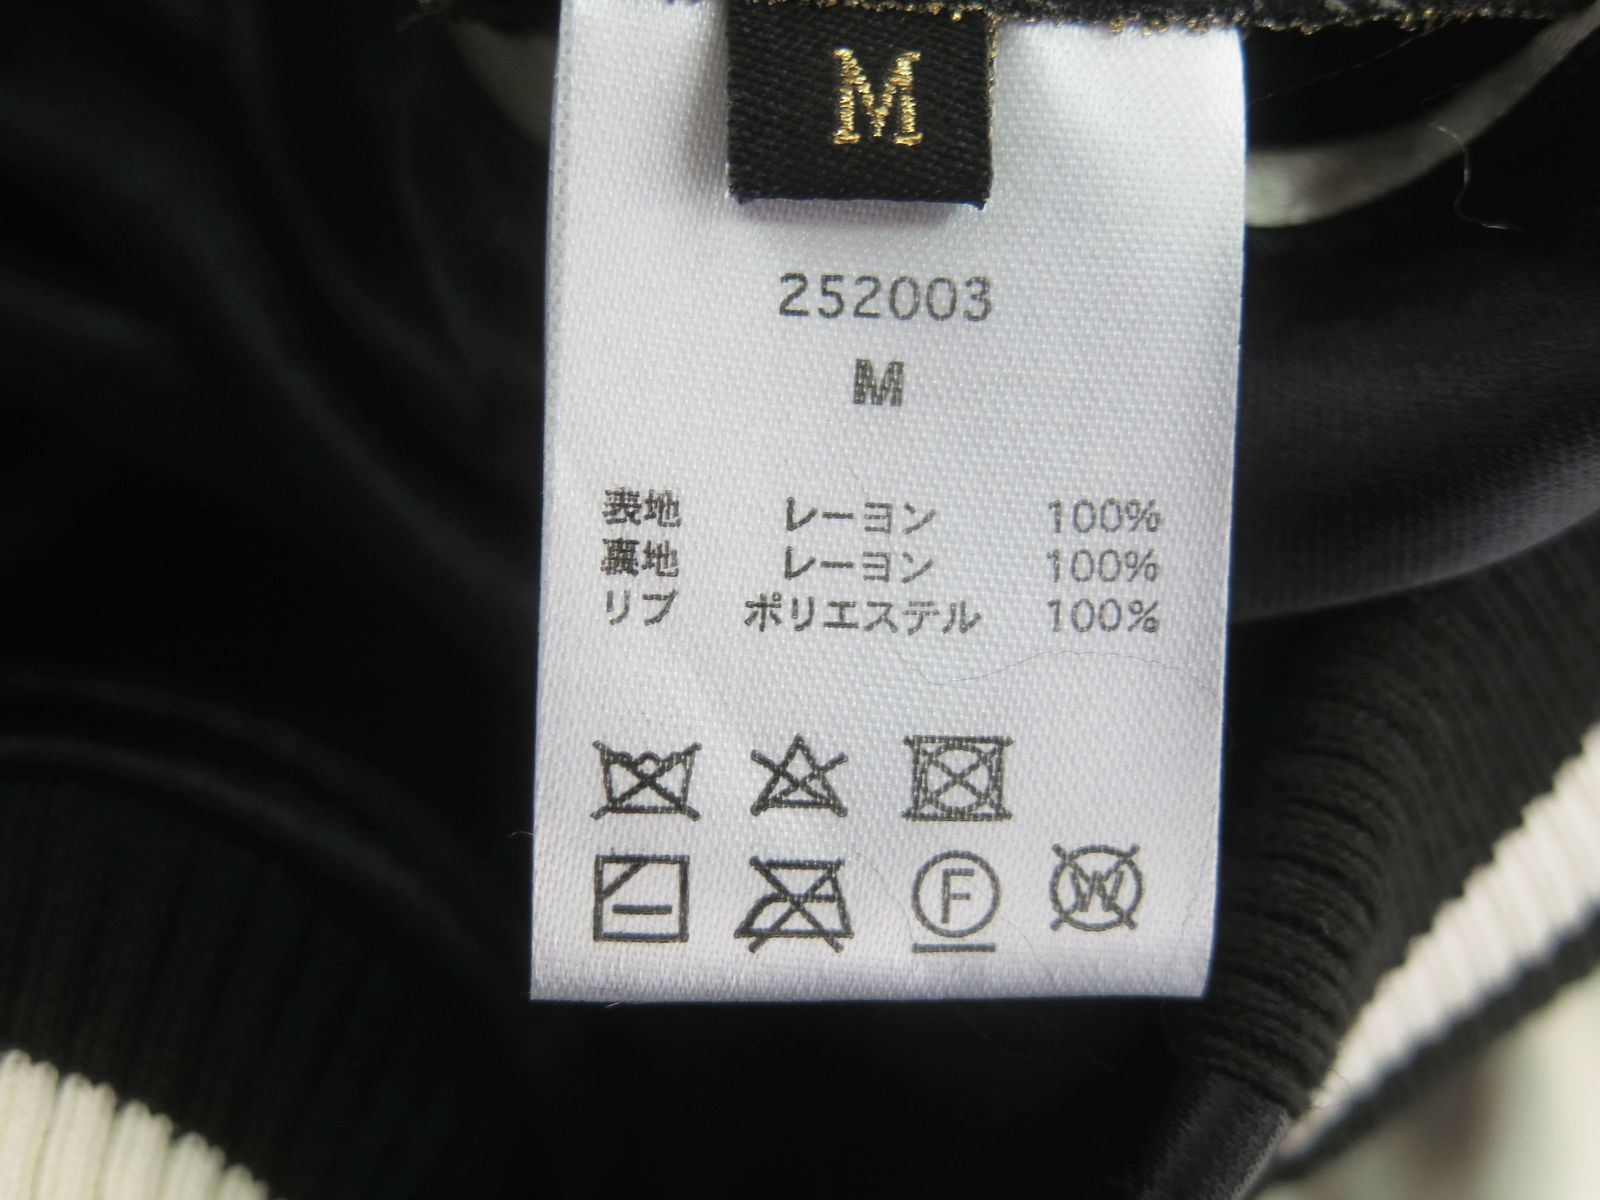 M
252003
M
表地 レーヨン 100%
裏地 レーヨン 100%
リブ ポリエステル 100%
F W